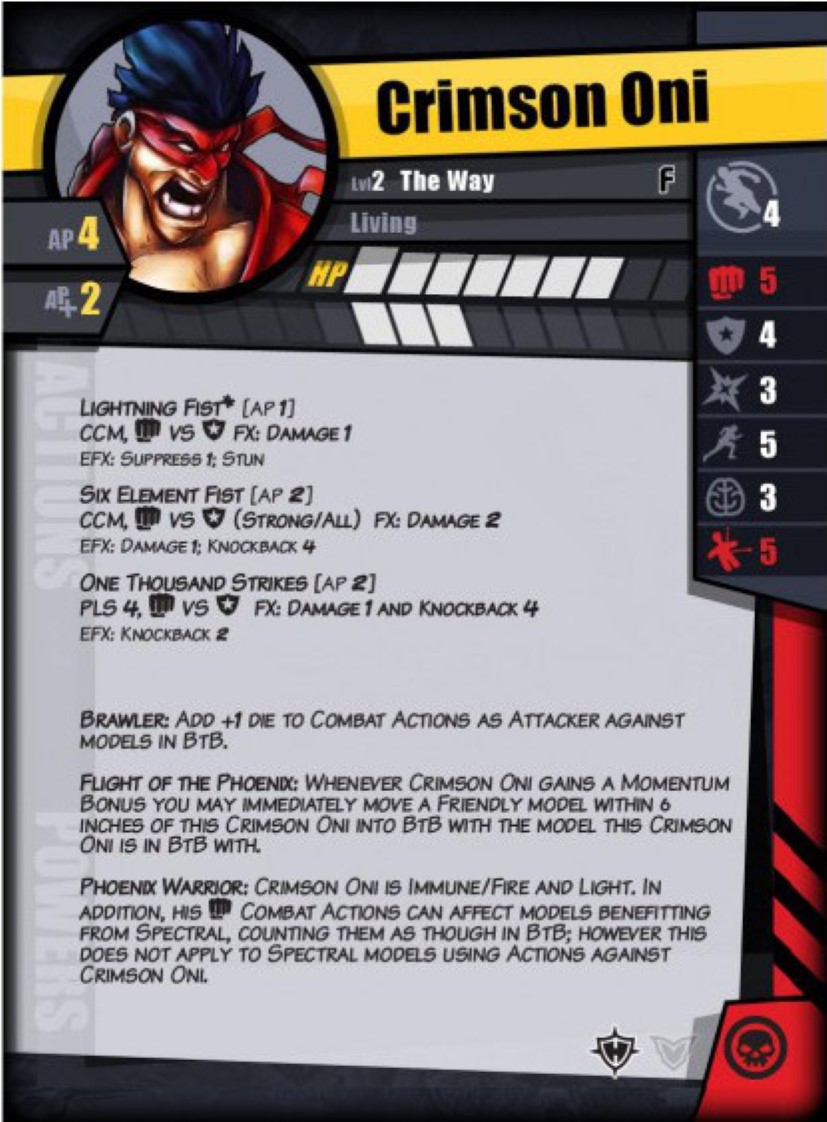 Crimson Oni
Lvl2 The Way F
Living
AP 4
AP+ 2
HP
4
5
4
3
5
3
5
ACTIONS
LIGHTNING FIST* [AP 1]
CCM, VS FX: DAMAGE 1
EFX: SUPPRESS 1; STUN
SIX ELEMENT FIST [AP 2]
CCM, VS (STRONG/ALL) FX: DAMAGE 2
EFX: DAMAGE 1; KNOCKBACK 4
ONE THOUSAND STRIKES [AP 2]
PLS 4, VS FX: DAMAGE 1 AND KNOCKBACK 4
EFX: KNOCKBACK 2
POWERS
BRAWLER: ADD +1 DIE TO COMBAT ACTIONS AS ATTACKER AGAINST
MODELS IN BTB.
FLIGHT OF THE PHOENIX: WHENEVER CRIMSON ONI GAINS A MOMENTUM
BONUS YOU MAY IMMEDIATELY MOVE A FRIENDLY MODEL WITHIN 6
INCHES OF THIS CRIMSON ONI INTO BTB WITH THE MODEL THIS CRIMSON
ONI IS IN BTB WITH.
PHOENIX WARRIOR: CRIMSON ONI IS IMMUNE/FIRE AND LIGHT. IN
ADDITION, HIS COMBAT ACTIONS CAN AFFECT MODELS BENEFITTING
FROM SPECTRAL, COUNTING THEM AS THOUGH IN BTB; HOWEVER THIS
DOES NOT APPLY TO SPECTRAL MODELS USING ACTIONS AGAINST
CRIMSON ONI.